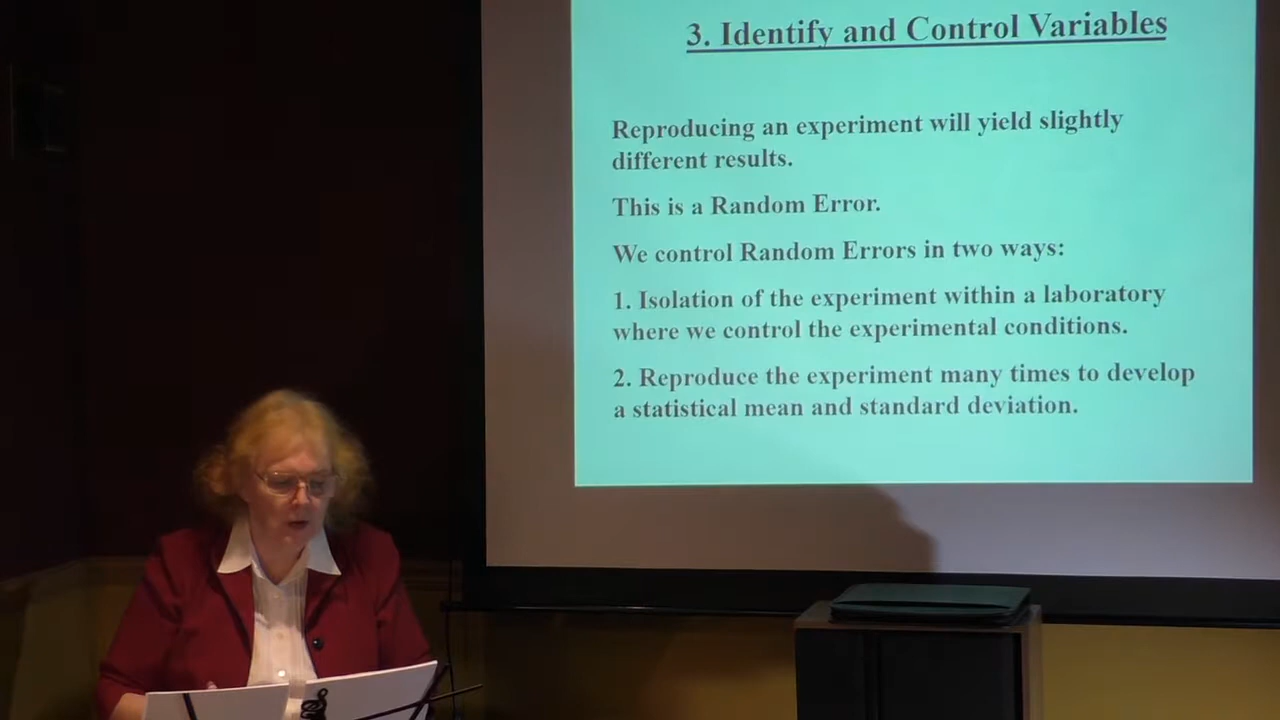 3. Identify and Control Variables
Reproducing an experiment will yield slightly
different results.
This is a Random Error.
We control Random Errors in two ways:
1. Isolation of the experiment within a laboratory
where we control the experimental conditions.
2. Reproduce the experiment many times to develop
a statistical mean and standard deviation.